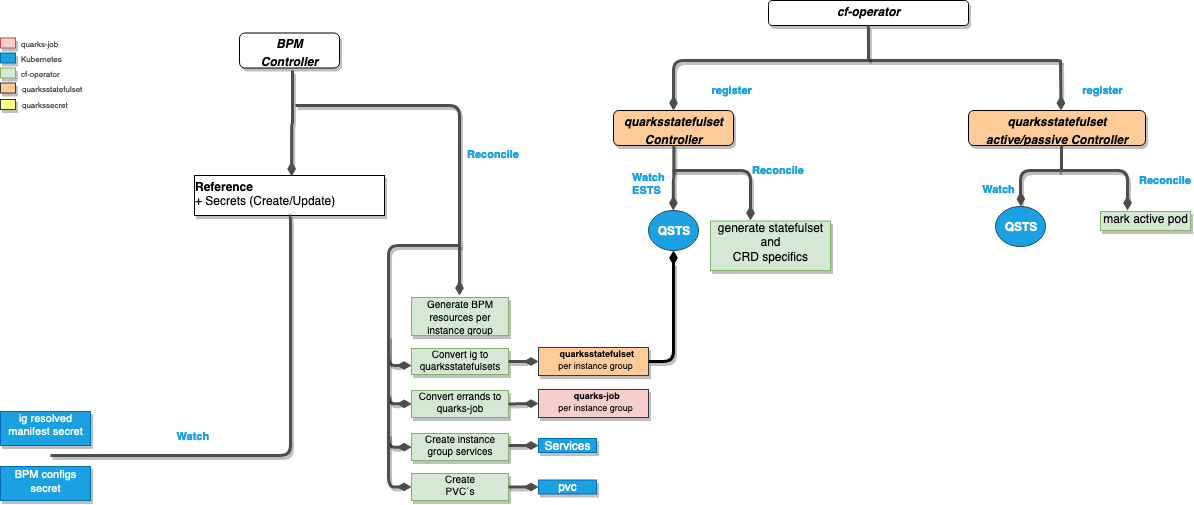 cf-operator
quarks-job
Kubernetes
cf-operator
quarksstatefulset
quarkssecret
BPM
Controller
register
register
quarksstatefulset
Controller
quarksstatefulset
active/passive Controller
Reconcile
Watch
ESTS
Reconcile
Watch
Reconcile
Reference
+ Secrets (Create/Update)
QSTS
generate statefulset
and
CRD specifics
QSTS
mark active pod
Generate BPM
resources per
instance group
Convert ig to
quarksstatefulsets
quarksstatefulset
per instance group
Convert errands to
quarks-job
quarks-job
per instance group
ig resolved
manifest secret
Watch
Create instance
group services
Services
BPM configs
secret
Create
PVC´s
pvc